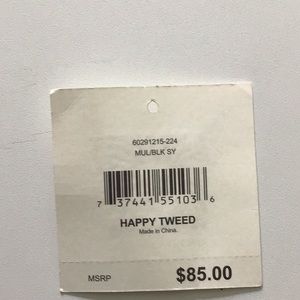 60291215-224
MUL/BLK SY
7 37441 55103 6
HAPPY TWEED
Made in China.
MSRP $85.00